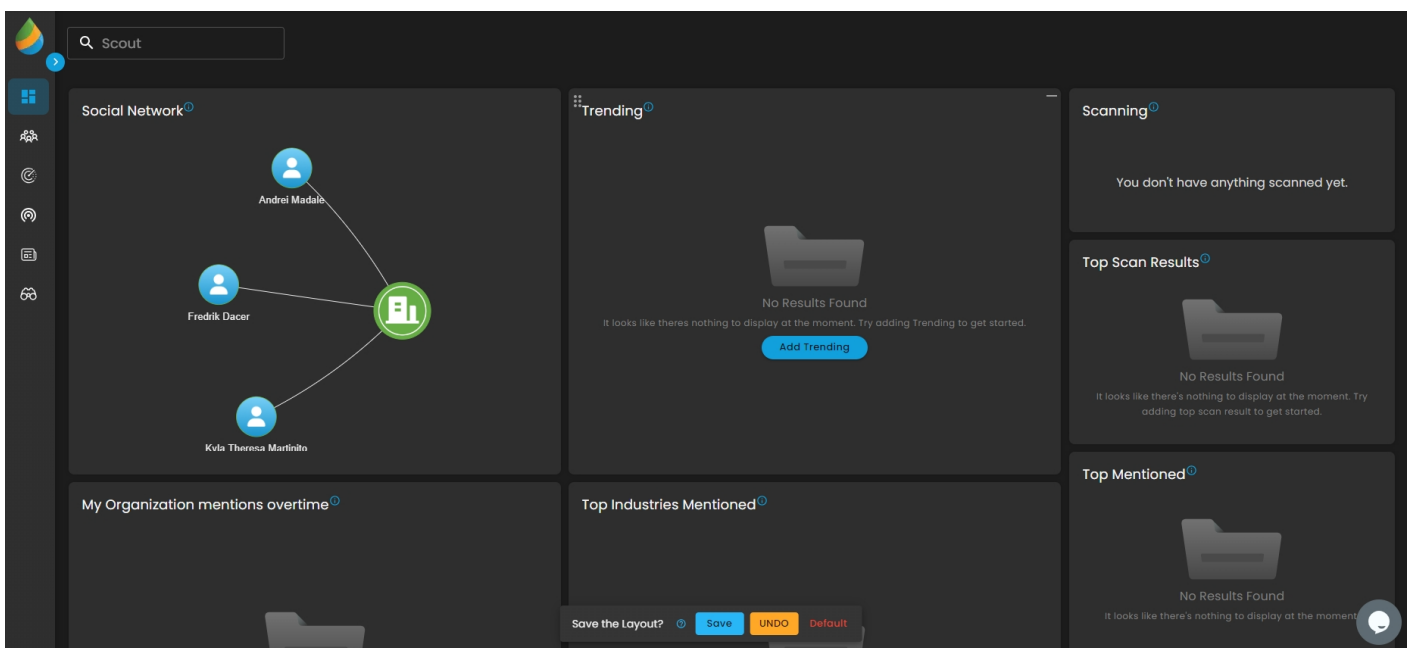 Scout
Social Network
Andrei Madale
Fredrik Dacer
Kyla Theresa Martinito
Trending
No Results Found
It looks like theres nothing to display at the moment. Try adding Trending to get started.
Add Trending
Scanning
You don't have anything scanned yet.
Top Scan Results
No Results Found
It looks like there's nothing to display at the moment. Try
adding top scan result to get started.
Top Mentioned
No Results Found
It looks like there's nothing to display at the moment
My Organization mentions overtime
Top Industries Mentioned
Save the Layout?
Save
UNDO
Default